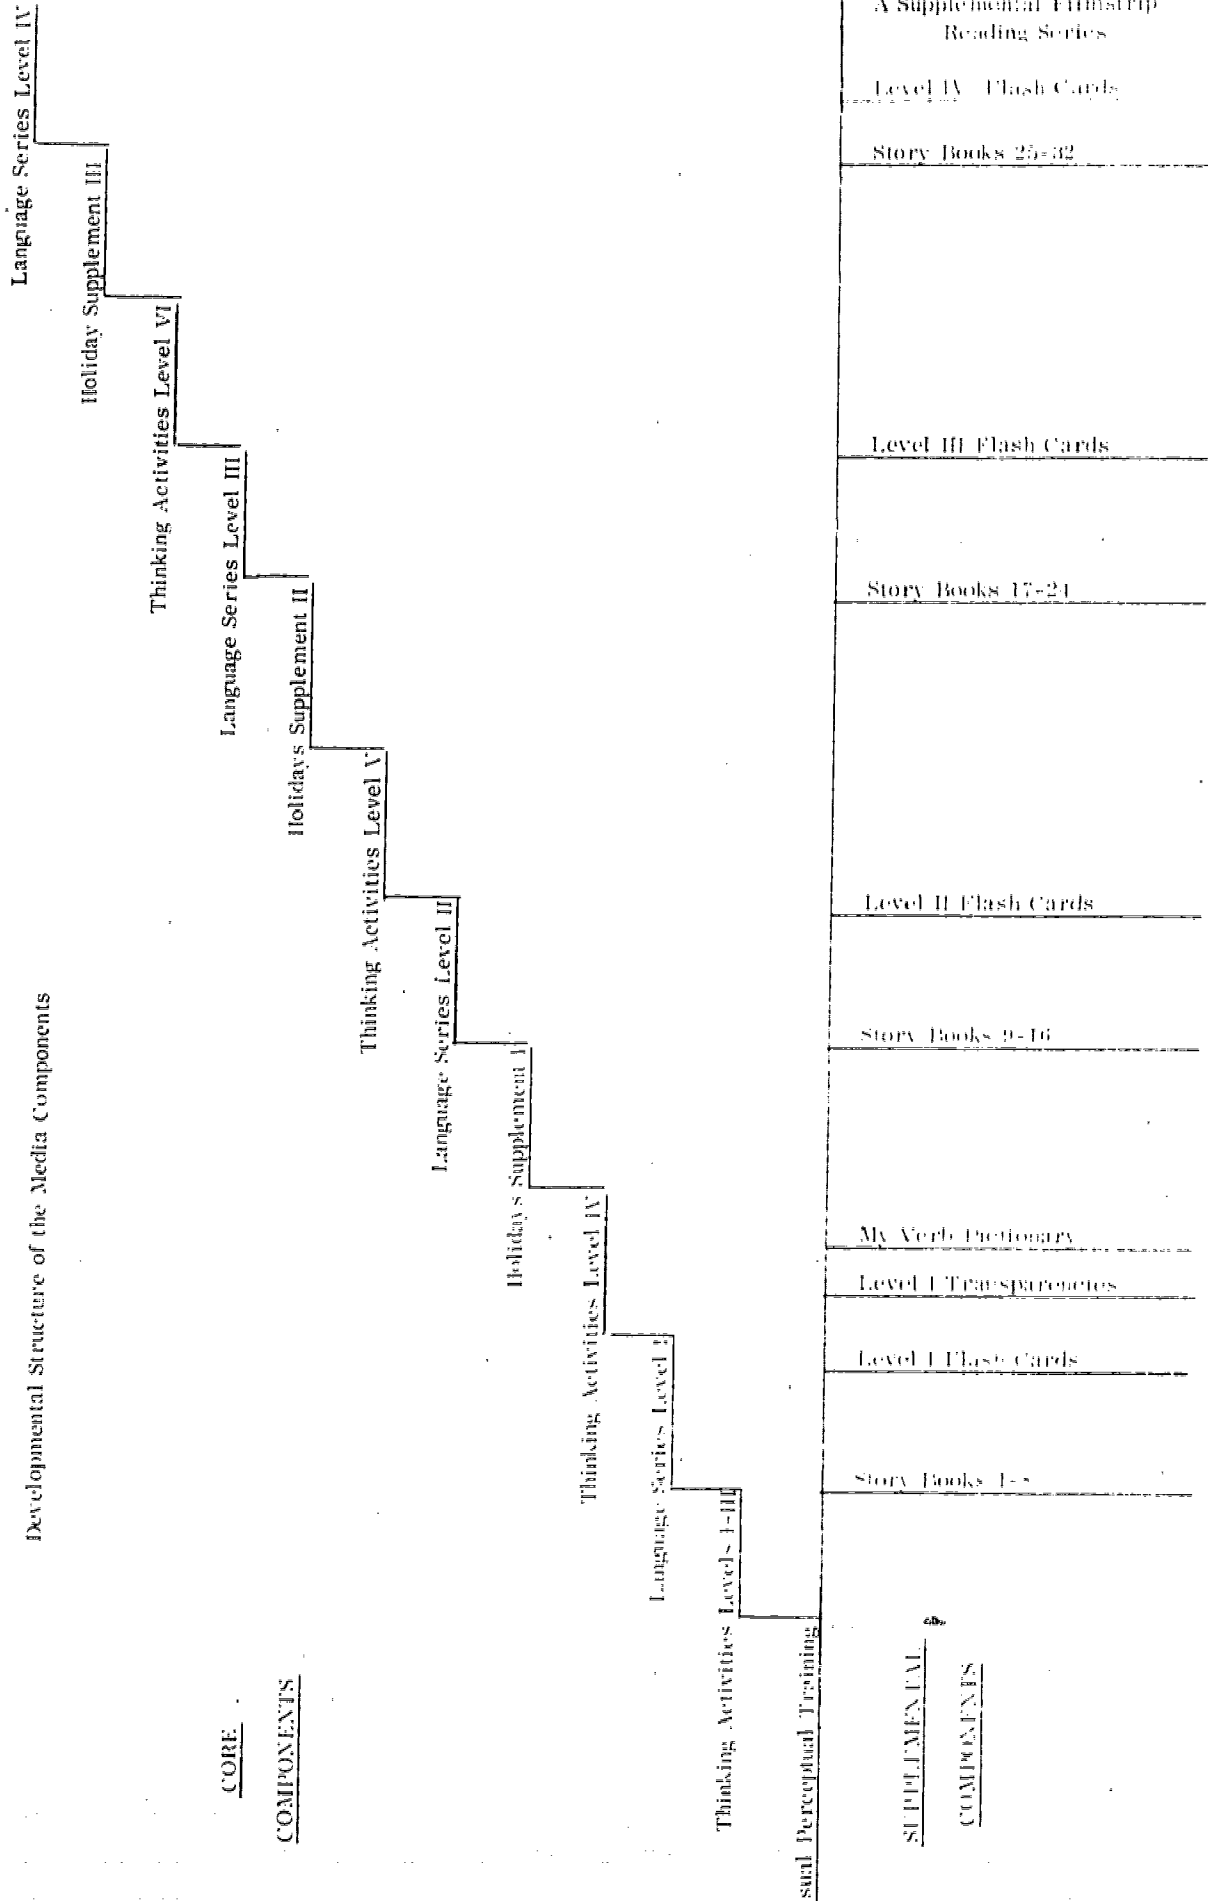 Developmental Structure of the Media Components
CORE
COMPONENTS
Language Series Level IV
Holiday Supplement III
Thinking Activities Level VI
Language Series Level III
Holidays Supplement II
Thinking Activities Level V
Language Series Level II
Holidays Supplement I
Thinking Activities Level IV
Language Series Level I
Thinking Activities Levels I-III
sual Perceptual Training
SUPPLEMENTAL
COMPONENTS
Story Books 1-8
Level I Flash Cards
Level I Transparencies
My Verb Dictionary
Story Books 9-16
Level II Flash Cards
Story Books 17-24
Level III Flash Cards
Story Books 25-32
Level IV Flash Cards
A Supplemental Filmstrip
Reading Series